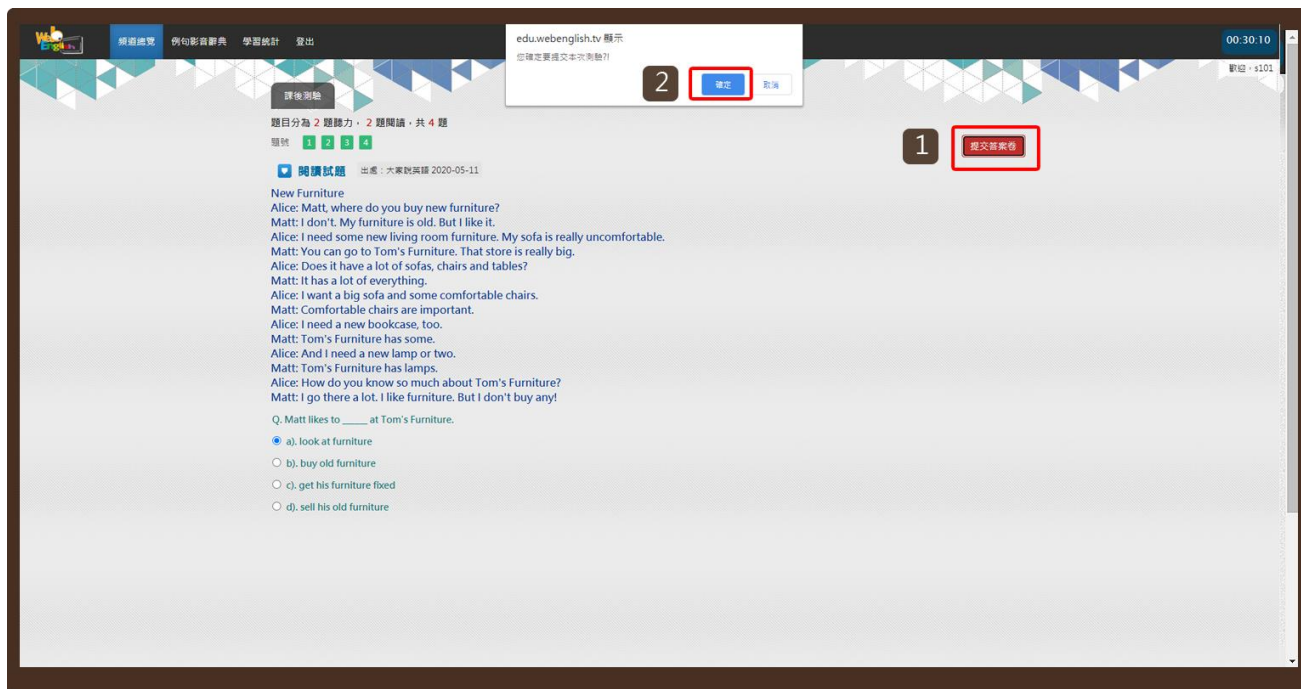 Web English
頻道總覽 例句影音辭典 學習統計 登出
edu.webenglish.tv 顯示
您確定要提交本次測驗?!
2
確定 取消
00:30:10
歡迎，s101
課後測驗
題目分為 2 題聽力， 2 題閱讀，共 4 題
題號 1 2 3 4
1
提交答案卷
閱讀試題 出處：大家說英語 2020-05-11
New Furniture
Alice: Matt, where do you buy new furniture?
Matt: I don't. My furniture is old. But I like it.
Alice: I need some new living room furniture. My sofa is really uncomfortable.
Matt: You can go to Tom's Furniture. That store is really big.
Alice: Does it have a lot of sofas, chairs and tables?
Matt: It has a lot of everything.
Alice: I want a big sofa and some comfortable chairs.
Matt: Comfortable chairs are important.
Alice: I need a new bookcase, too.
Matt: Tom's Furniture has some.
Alice: And I need a new lamp or two.
Matt: Tom's Furniture has lamps.
Alice: How do you know so much about Tom's Furniture?
Matt: I go there a lot. I like furniture. But I don't buy any!
Q. Matt likes to _____ at Tom's Furniture.
a). look at furniture
b). buy old furniture
c). get his furniture fixed
d). sell his old furniture